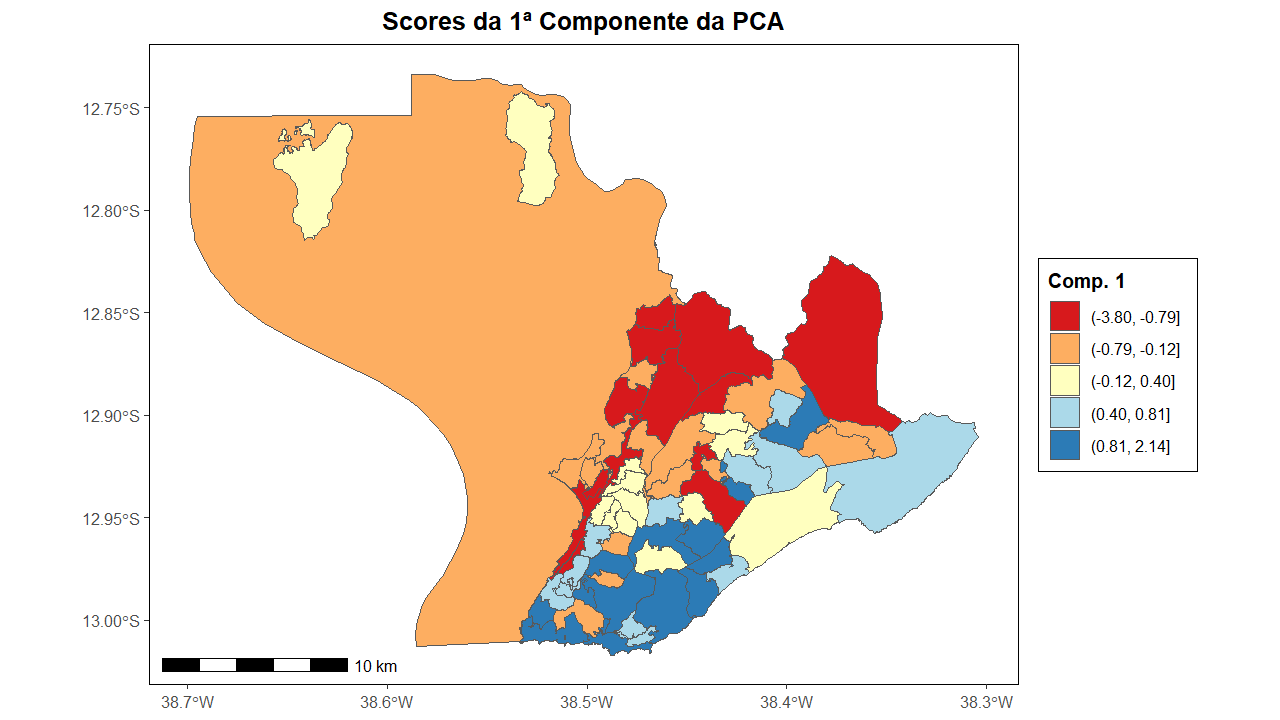 Scores da 1ª Componente da PCA
12.75°S
12.80°S
12.85°S
12.90°S
12.95°S
13.00°S
10 km
38.7°W
38.6°W
38.5°W
38.4°W
38.3°W
Comp. 1
(-3.80, -0.79]
(-0.79, -0.12]
(-0.12, 0.40]
(0.40, 0.81]
(0.81, 2.14]